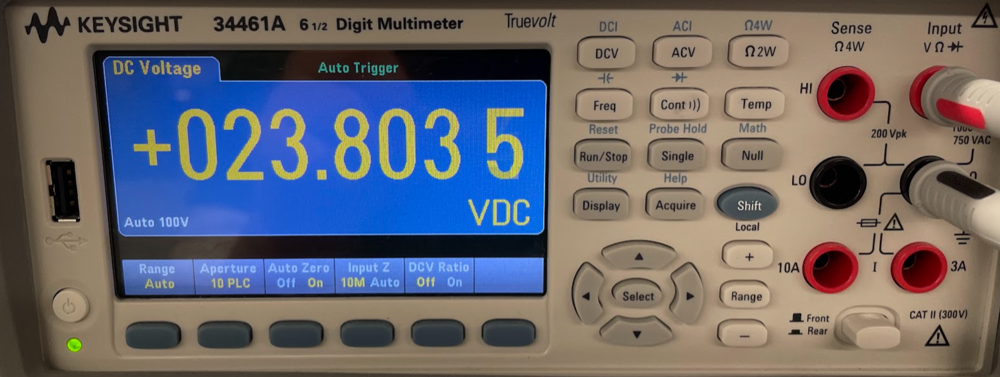 KEYSIGHT 34461A 6 1/2 Digit Multimeter Truevolt
DC Voltage Auto Trigger
+023.803 5
VDC
Auto 100V
Range Aperture Auto Zero Input Z DCV Ratio
Auto 10 PLC Off On 10M Auto Off On
DCI ACI Ω4W
DCV ACV Ω2W
Freq Cont Temp
Reset Probe Hold Math
Run/Stop Single Null
Utility Help
Display Acquire Shift
Local
+
Select Range
−
Sense Input
Ω4W VΩ
HI
200 Vpk
750 VAC
LO
10A I 3A
Front
Rear
CAT II (300V)